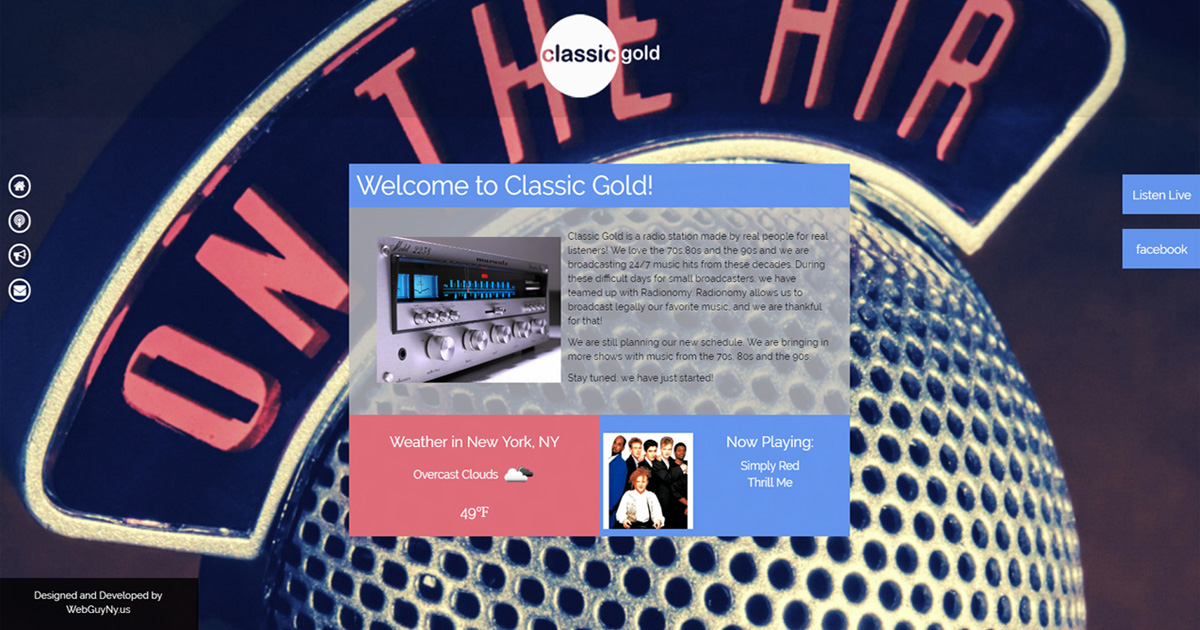 ON THE AIR
classic gold
Welcome to Classic Gold!
Listen Live
facebook
Classic Gold is a radio station made by real people for real
listeners! We love the 70s,80s and the 90s and we are
broadcasting 24/7 music hits from these decades. During
these difficult days for small broadcasters, we have
teamed up with Radionomy. Radionomy allows us to
broadcast legally our favorite music, and we are thankful
for that!
We are still planning our new schedule. We are bringing in
more shows with music from the 70s, 80s and the 90s.
Stay tuned, we have just started!
marantz
Weather in New York, NY
Overcast Clouds
49°F
Now Playing:
Simply Red
Thrill Me
Designed and Developed by
WebGuyNy.us